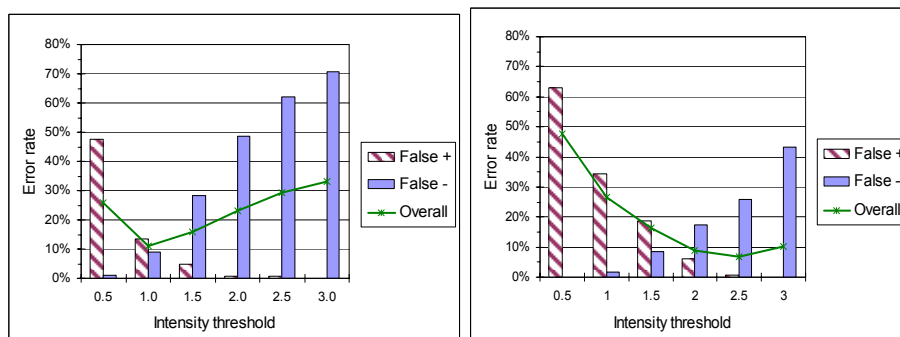 80%
70%
60%
50%
40%
30%
20%
10%
0%
Error rate
0.5 1.0 1.5 2.0 2.5 3.0
Intensity threshold
False +
False -
Overall
80%
70%
60%
50%
40%
30%
20%
10%
0%
Error rate
0.5 1 1.5 2 2.5 3
Intensity threshold
False +
False -
Overall